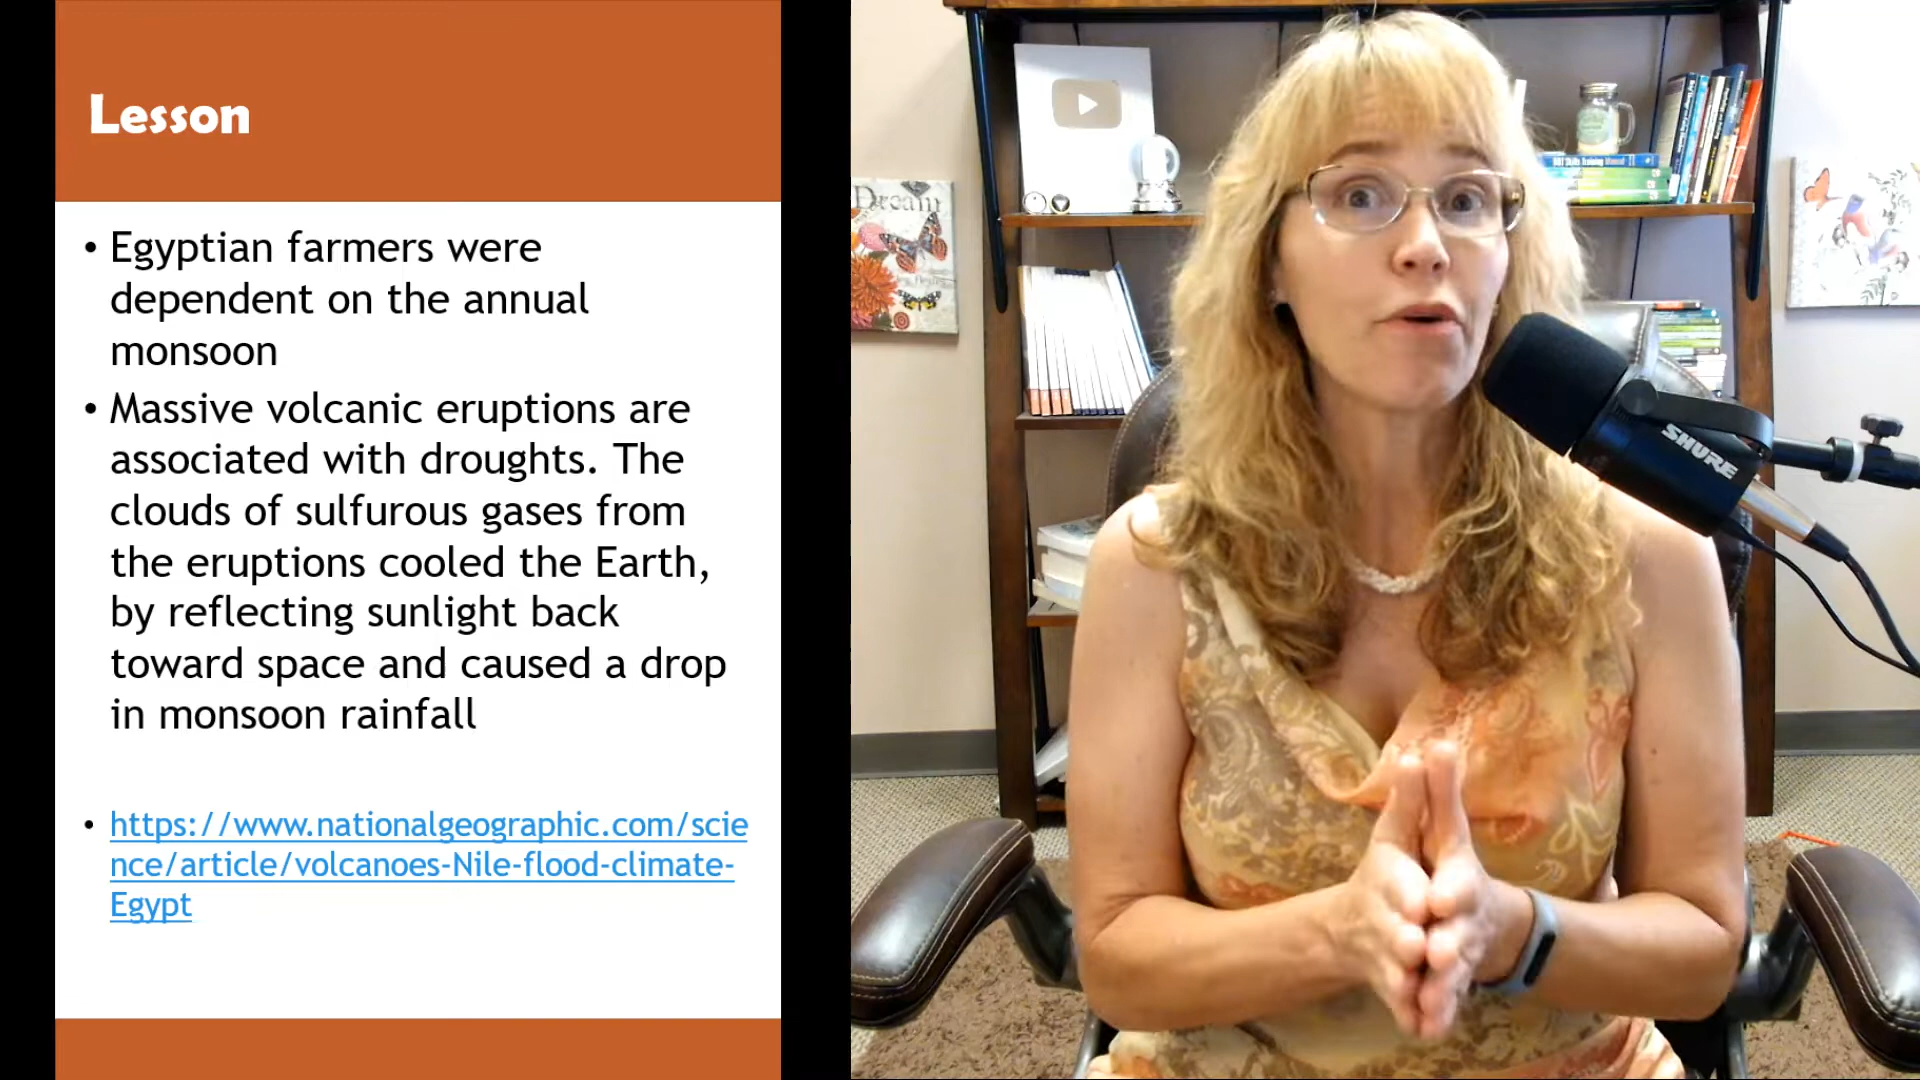 Lesson
• Egyptian farmers were
dependent on the annual
monsoon
• Massive volcanic eruptions are
associated with droughts. The
clouds of sulfurous gases from
the eruptions cooled the Earth,
by reflecting sunlight back
toward space and caused a drop
in monsoon rainfall
• https://www.nationalgeographic.com/scie
nce/article/volcanoes-Nile-flood-climate-
Egypt
Dream
SHURE